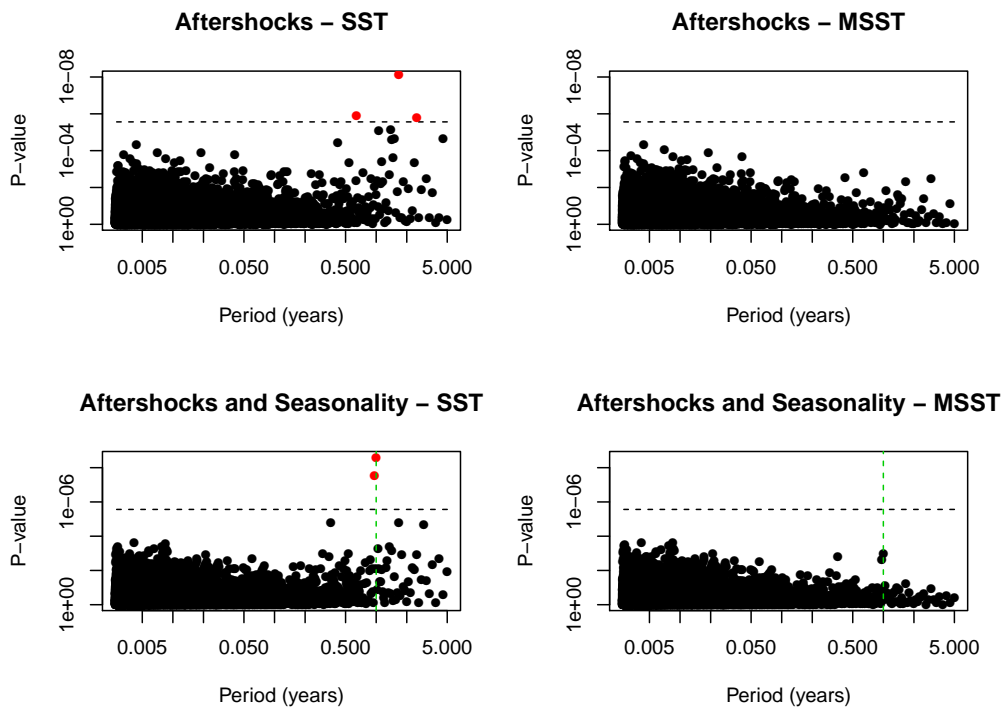 Aftershocks − SST
P−value
1e−08
1e−04
1e+00
0.005 0.050 0.500 5.000
Period (years)
Aftershocks − MSST
P−value
1e−08
1e−04
1e+00
0.005 0.050 0.500 5.000
Period (years)
Aftershocks and Seasonality − SST
P−value
1e−06
1e+00
0.005 0.050 0.500 5.000
Period (years)
Aftershocks and Seasonality − MSST
P−value
1e−06
1e+00
0.005 0.050 0.500 5.000
Period (years)